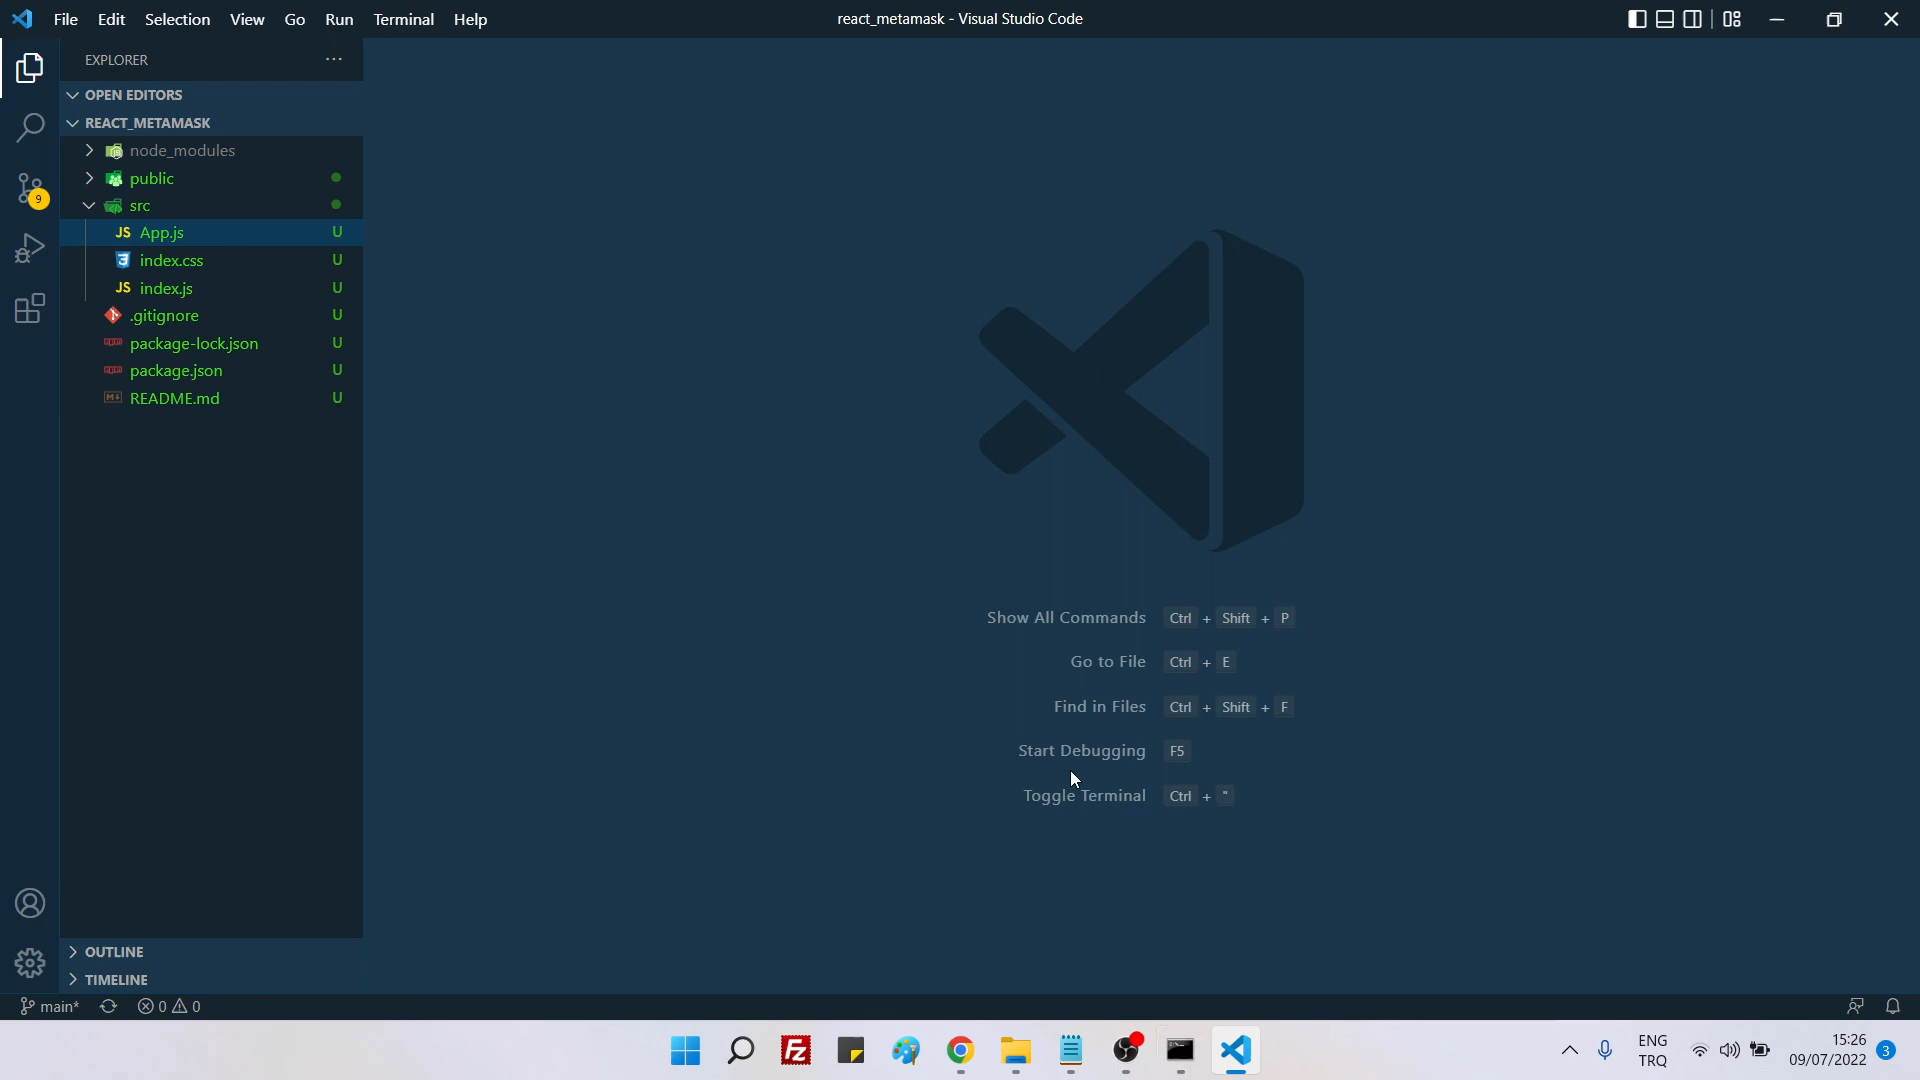 File Edit Selection View Go Run Terminal Help
react_metamask - Visual Studio Code
EXPLORER
OPEN EDITORS
REACT_METAMASK
node_modules
public
src
JS App.js U
index.css U
JS index.js U
.gitignore U
package-lock.json U
package.json U
README.md U
9
Show All Commands Ctrl + Shift + P
Go to File Ctrl + E
Find in Files Ctrl + Shift + F
Start Debugging F5
Toggle Terminal Ctrl + "
OUTLINE
TIMELINE
main* 0 0
Fz
ENG
TRQ
15:26
09/07/2022
3